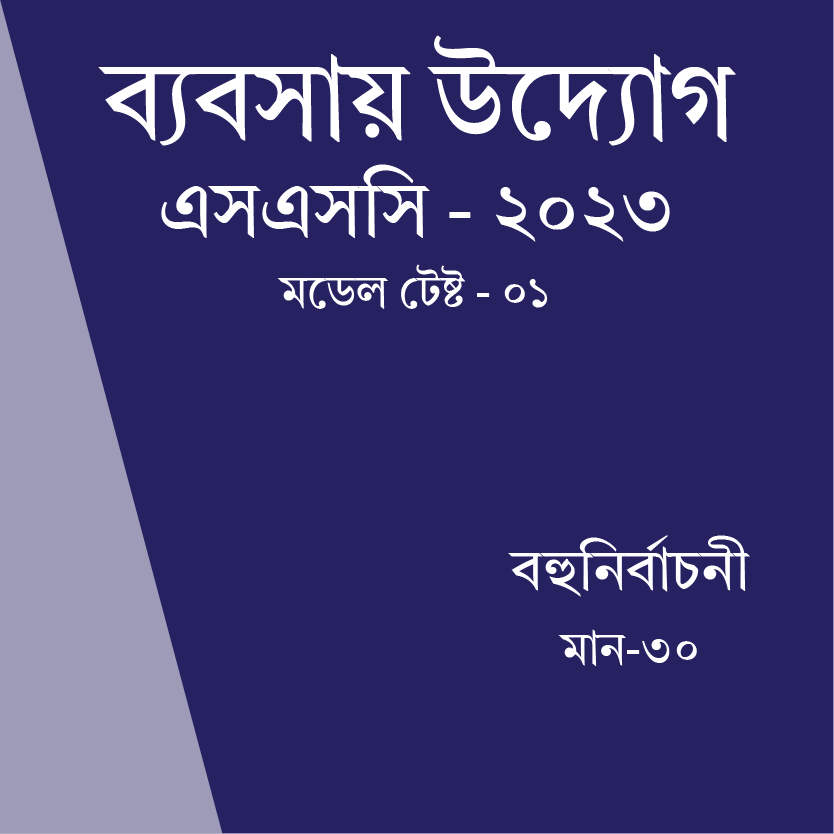 ব্যবসায় উদ্যোগ
এসএসসি - ২০২৩
মডেল টেষ্ট - ০১
বহুনির্বাচনী
মান-৩০